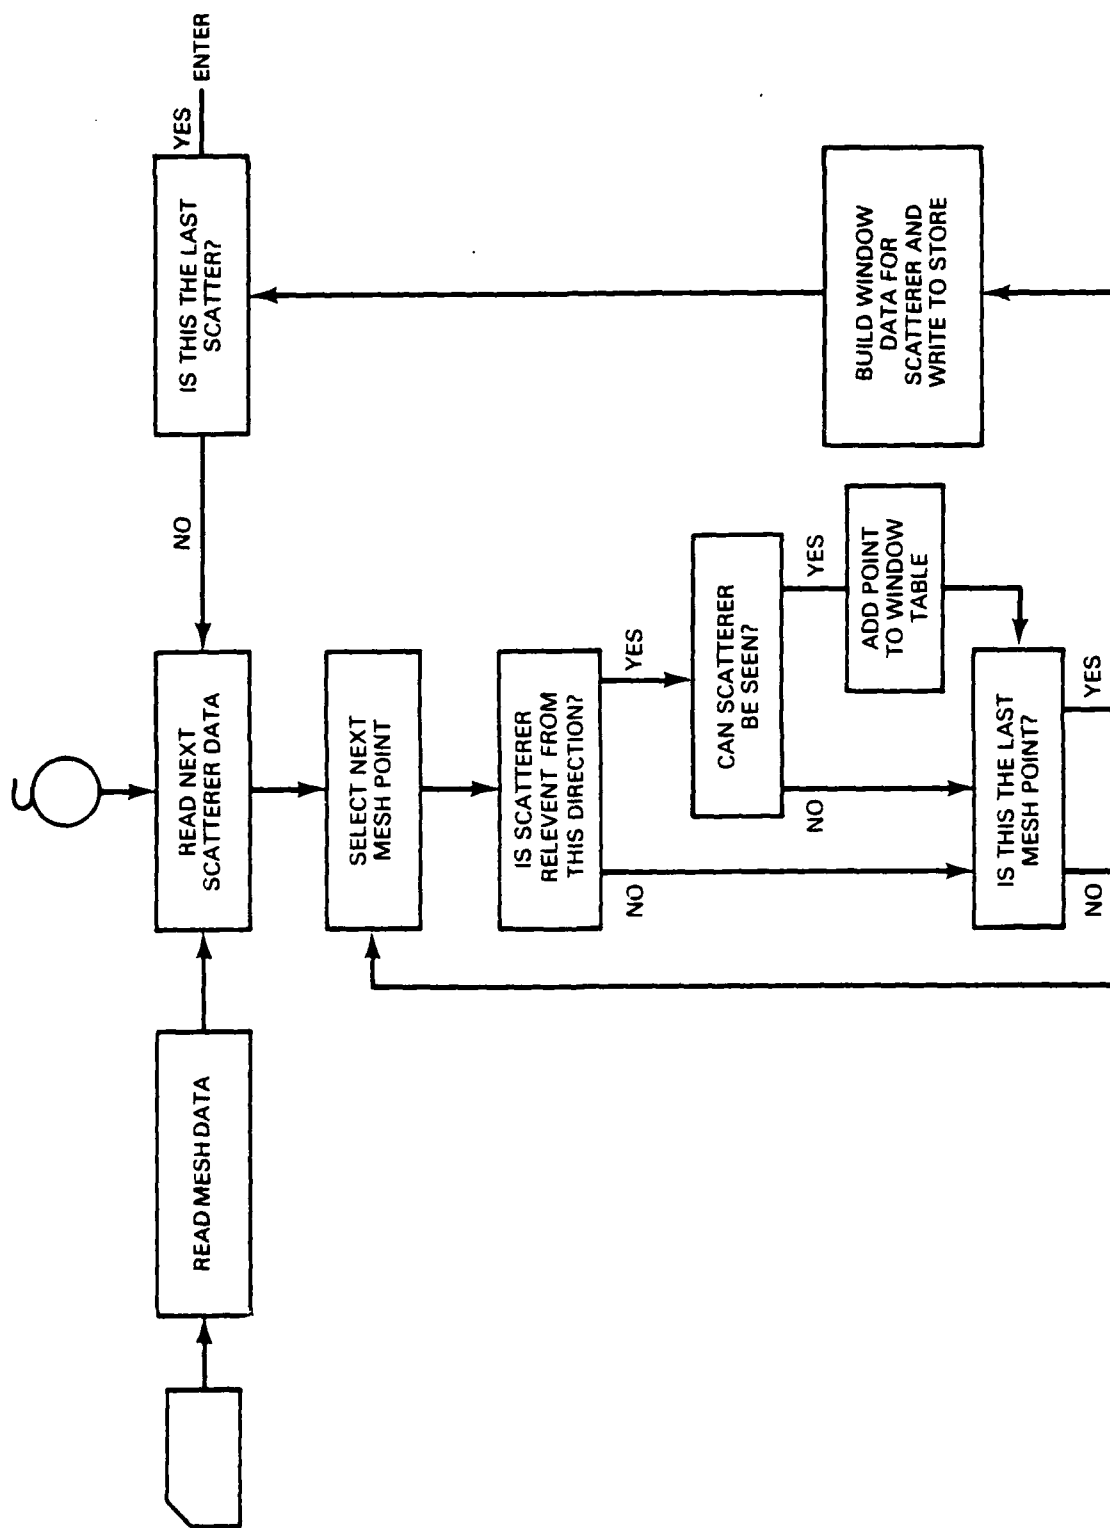 READ MESH DATA
READ NEXT
SCATTERER DATA
NO
IS THIS THE LAST
SCATTER?
YES
ENTER
SELECT NEXT
MESH POINT
IS SCATTERER
RELEVENT FROM
THIS DIRECTION?
NO
YES
CAN SCATTERER
BE SEEN?
NO
YES
ADD POINT
TO WINDOW
TABLE
BUILD WINDOW
DATA FOR
SCATTERER AND
WRITE TO STORE
IS THIS THE LAST
MESH POINT?
NO
YES